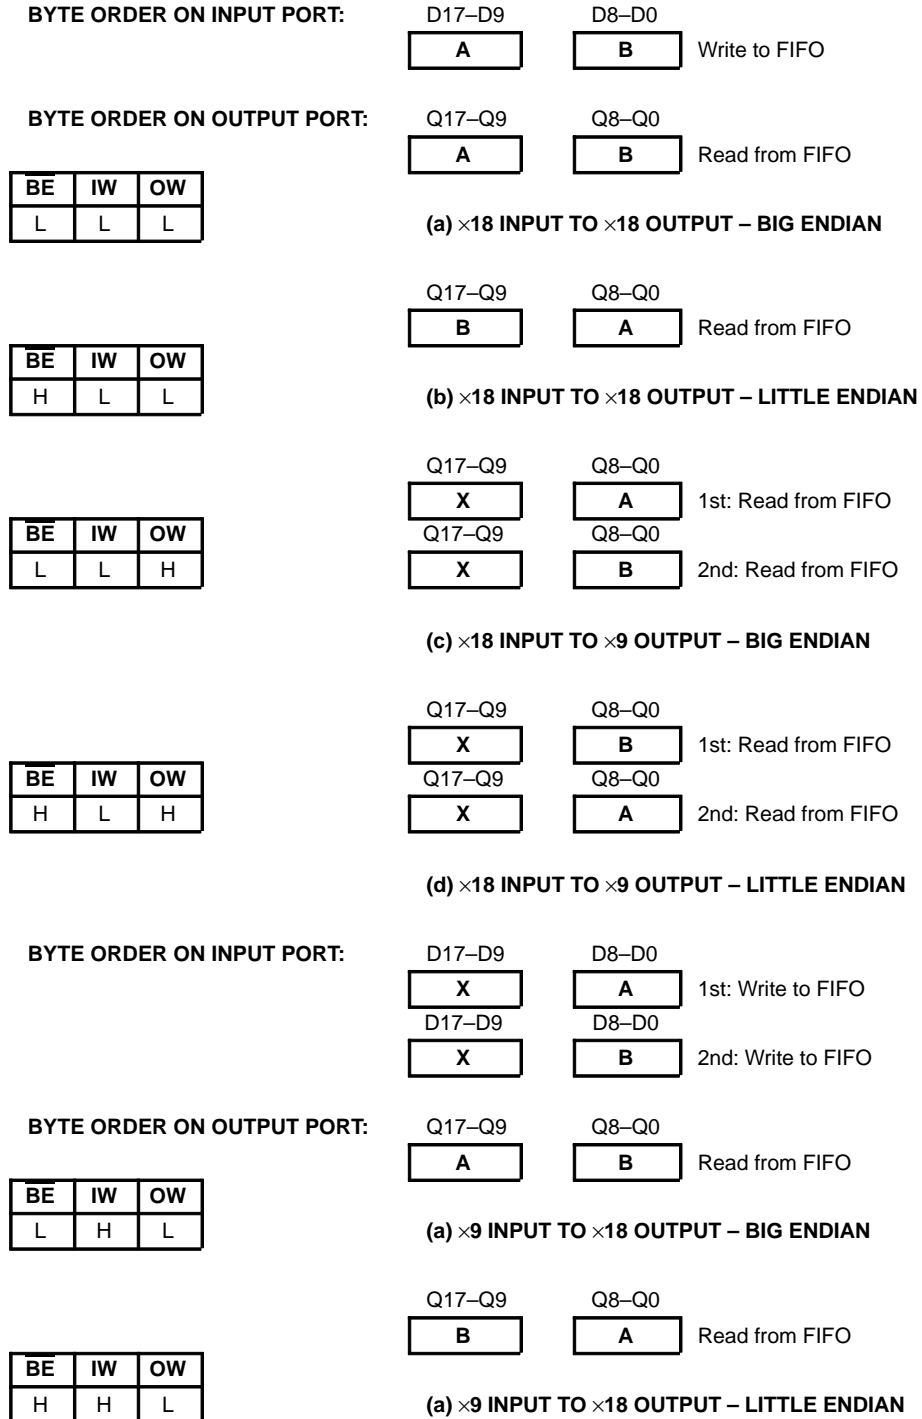 BYTE ORDER ON INPUT PORT: D17–D9 D8–D0
A B Write to FIFO
BYTE ORDER ON OUTPUT PORT: Q17–Q9 Q8–Q0
A B Read from FIFO
BE IW OW
L L L
(a) ×18 INPUT TO ×18 OUTPUT – BIG ENDIAN
Q17–Q9 Q8–Q0
B A Read from FIFO
BE IW OW
H L L
(b) ×18 INPUT TO ×18 OUTPUT – LITTLE ENDIAN
Q17–Q9 Q8–Q0
X A 1st: Read from FIFO
BE IW OW
Q17–Q9 Q8–Q0
L L H
X B 2nd: Read from FIFO
(c) ×18 INPUT TO ×9 OUTPUT – BIG ENDIAN
Q17–Q9 Q8–Q0
X B 1st: Read from FIFO
BE IW OW
Q17–Q9 Q8–Q0
H L H
X A 2nd: Read from FIFO
(d) ×18 INPUT TO ×9 OUTPUT – LITTLE ENDIAN
BYTE ORDER ON INPUT PORT: D17–D9 D8–D0
X A 1st: Write to FIFO
D17–D9 D8–D0
X B 2nd: Write to FIFO
BYTE ORDER ON OUTPUT PORT: Q17–Q9 Q8–Q0
A B Read from FIFO
BE IW OW
L H L
(a) ×9 INPUT TO ×18 OUTPUT – BIG ENDIAN
Q17–Q9 Q8–Q0
B A Read from FIFO
BE IW OW
H H L
(a) ×9 INPUT TO ×18 OUTPUT – LITTLE ENDIAN